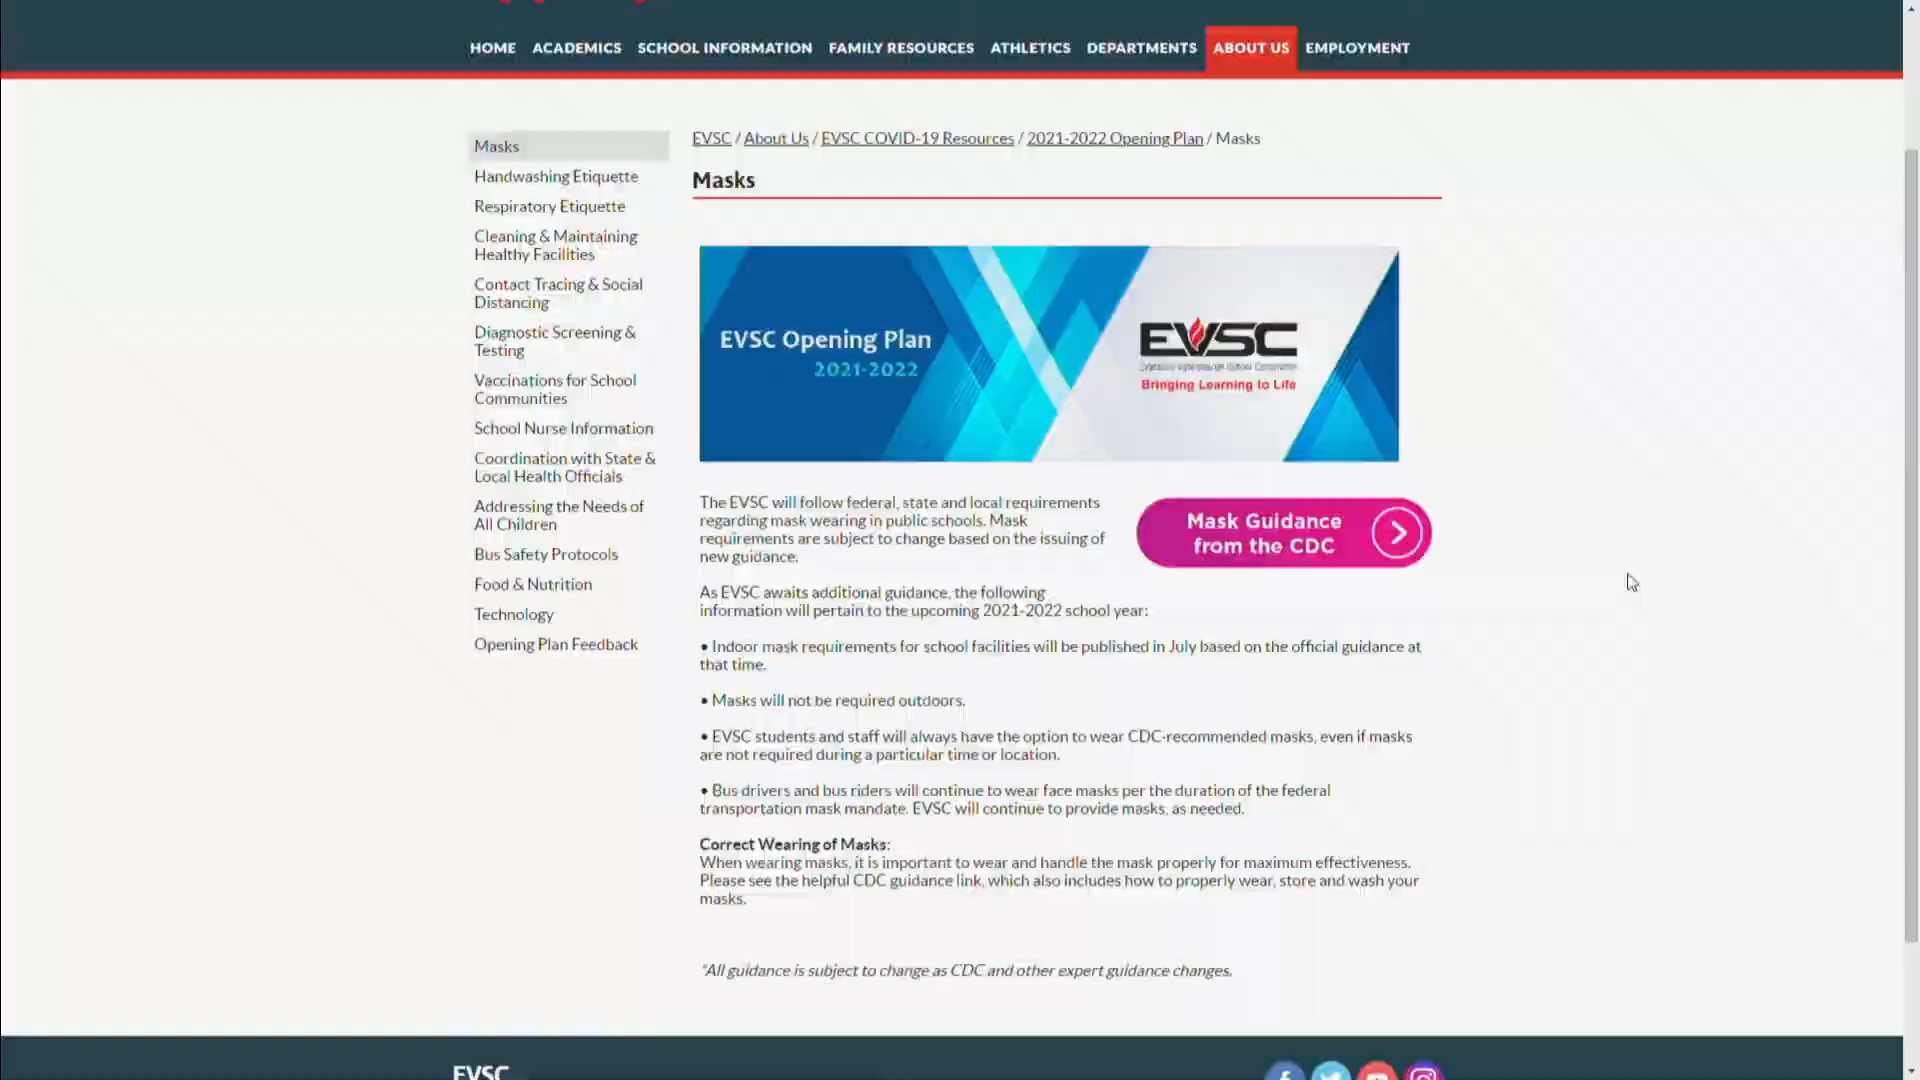 HOME ACADEMICS SCHOOL INFORMATION FAMILY RESOURCES ATHLETICS DEPARTMENTS ABOUT US EMPLOYMENT
Masks
Handwashing Etiquette
Respiratory Etiquette
Cleaning & Maintaining
Healthy Facilities
Contact Tracing & Social
Distancing
Diagnostic Screening &
Testing
Vaccinations for School
Communities
School Nurse Information
Coordination with State &
Local Health Officials
Addressing the Needs of
All Children
Bus Safety Protocols
Food & Nutrition
Technology
Opening Plan Feedback
EVSC / About Us / EVSC COVID-19 Resources / 2021-2022 Opening Plan / Masks
Masks
EVSC Opening Plan
2021-2022
EVSC
Bringing Learning to Life
The EVSC will follow federal, state and local requirements
regarding mask wearing in public schools. Mask
requirements are subject to change based on the issuing of
new guidance.
Mask Guidance
from the CDC
As EVSC awaits additional guidance, the following
information will pertain to the upcoming 2021-2022 school year:
• Indoor mask requirements for school facilities will be published in July based on the official guidance at
that time.
• Masks will not be required outdoors.
• EVSC students and staff will always have the option to wear CDC-recommended masks, even if masks
are not required during a particular time or location.
• Bus drivers and bus riders will continue to wear face masks per the duration of the federal
transportation mask mandate. EVSC will continue to provide masks, as needed.
Correct Wearing of Masks:
When wearing masks, it is important to wear and handle the mask properly for maximum effectiveness.
Please see the helpful CDC guidance link, which also includes how to properly wear, store and wash your
masks.
*All guidance is subject to change as CDC and other expert guidance changes.
EVSC